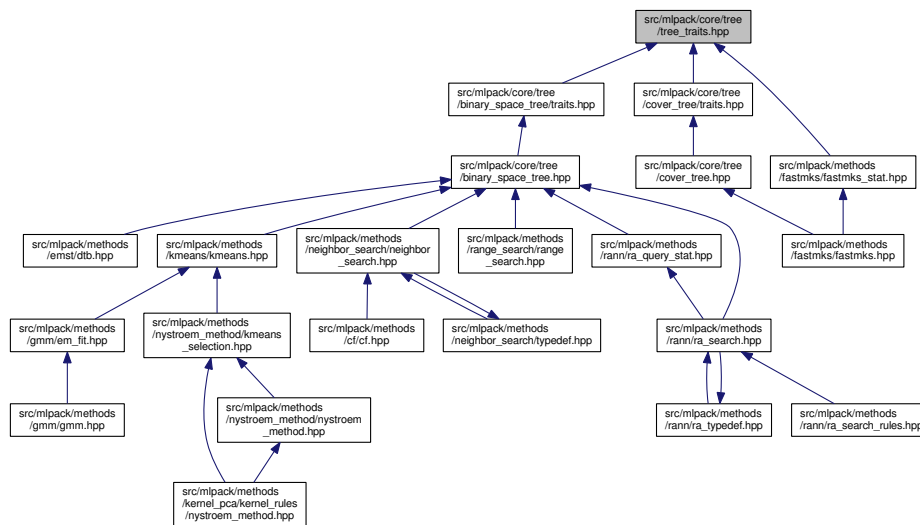 src/mlpack/core/tree
/tree_traits.hpp
src/mlpack/core/tree
/binary_space_tree/traits.hpp
src/mlpack/core/tree
/cover_tree/traits.hpp
src/mlpack/core/tree
/binary_space_tree.hpp
src/mlpack/core/tree
/cover_tree.hpp
src/mlpack/methods
/fastmks/fastmks_stat.hpp
src/mlpack/methods
/emst/dtb.hpp
src/mlpack/methods
/kmeans/kmeans.hpp
src/mlpack/methods
/neighbor_search/neighbor
_search.hpp
src/mlpack/methods
/range_search/range
_search.hpp
src/mlpack/methods
/rann/ra_query_stat.hpp
src/mlpack/methods
/fastmks/fastmks.hpp
src/mlpack/methods
/gmm/em_fit.hpp
src/mlpack/methods
/nystroem_method/kmeans
_selection.hpp
src/mlpack/methods
/cf/cf.hpp
src/mlpack/methods
/neighbor_search/typedef.hpp
src/mlpack/methods
/rann/ra_search.hpp
src/mlpack/methods
/gmm/gmm.hpp
src/mlpack/methods
/nystroem_method/nystroem
_method.hpp
src/mlpack/methods
/rann/ra_typedef.hpp
src/mlpack/methods
/rann/ra_search_rules.hpp
src/mlpack/methods
/kernel_pca/kernel_rules
/nystroem_method.hpp